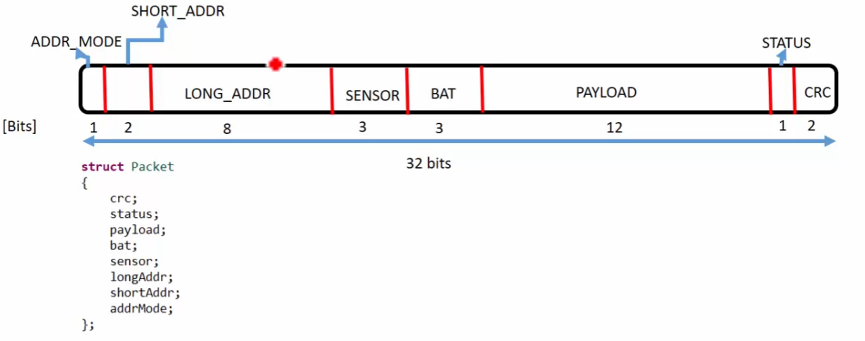 SHORT_ADDR
ADDR_MODE
STATUS
LONG_ADDR SENSOR BAT PAYLOAD CRC
[Bits] 1 2 8 3 3 12 1 2
32 bits
struct Packet
{
    crc;
    status;
    payload;
    bat;
    sensor;
    longAddr;
    shortAddr;
    addrMode;
};